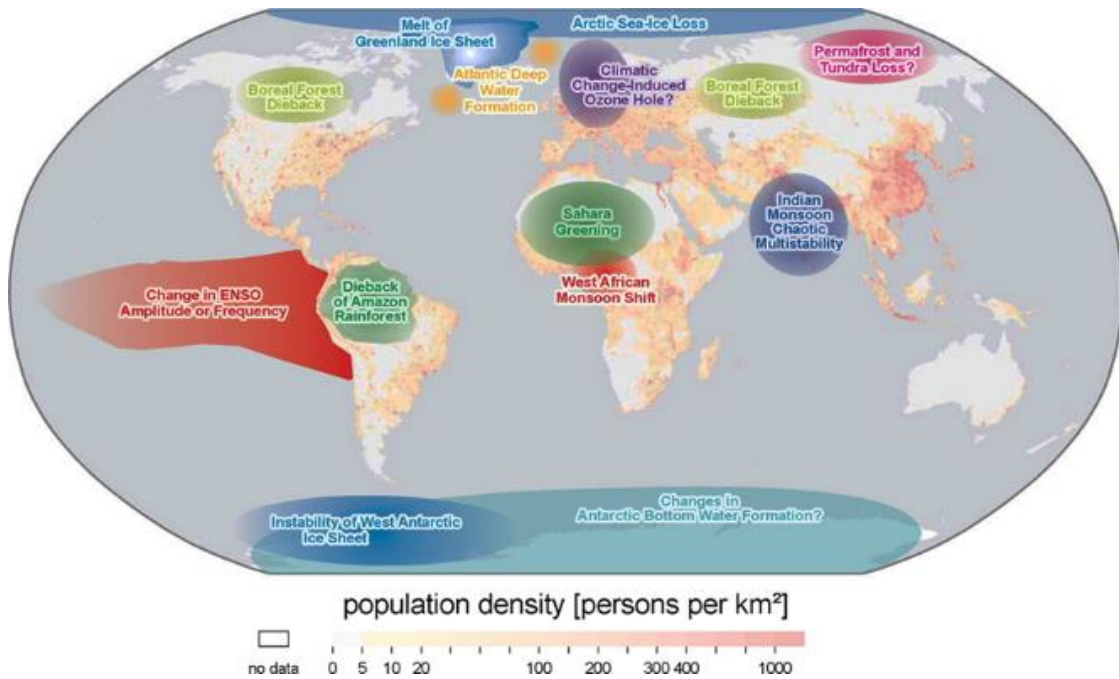 Melt of
Greenland Ice Sheet
Arctic Sea-Ice Loss
Atlantic Deep
Water
Formation
Climatic
Change-Induced
Ozone Hole?
Permafrost and
Tundra Loss?
Boreal Forest
Dieback
Boreal Forest
Dieback
Sahara
Greening
Indian
Monsoon
Chaotic
Multistability
West African
Monsoon Shift
Change in ENSO
Amplitude or Frequency
Dieback
of Amazon
Rainforest
Instability of West Antarctic
Ice Sheet
Changes in
Antarctic Bottom Water Formation?
population density [persons per km²]
no data 0 5 10 20 100 200 300 400 1000